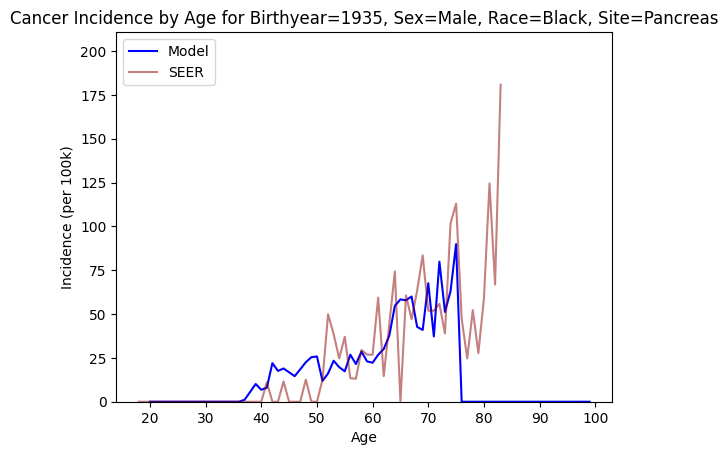 Cancer Incidence by Age for Birthyear=1935, Sex=Male, Race=Black, Site=Pancreas
Model
SEER
Incidence (per 100k)
200
175
150
125
100
75
50
25
0
20 30 40 50 60 70 80 90 100
Age